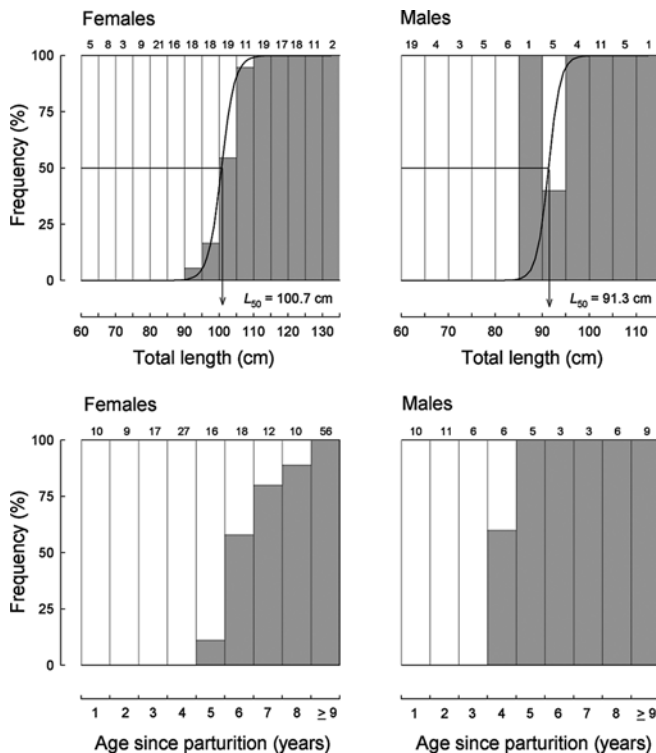 Females
5 8 3 9 21 16 18 18 19 11 19 17 18 11 2
100
75
50
25
0
Frequency (%)
L50 = 100.7 cm
60 70 80 90 100 110 120 130
Total length (cm)
Males
19 4 3 5 6 1 5 4 11 5 1
L50 = 91.3 cm
60 70 80 90 100 110
Total length (cm)
Females
10 9 17 27 16 18 12 10 56
100
75
50
25
0
Frequency (%)
1 2 3 4 5 6 7 8 ≥ 9
Age since parturition (years)
Males
10 11 6 6 5 3 3 6 9
1 2 3 4 5 6 7 8 ≥ 9
Age since parturition (years)